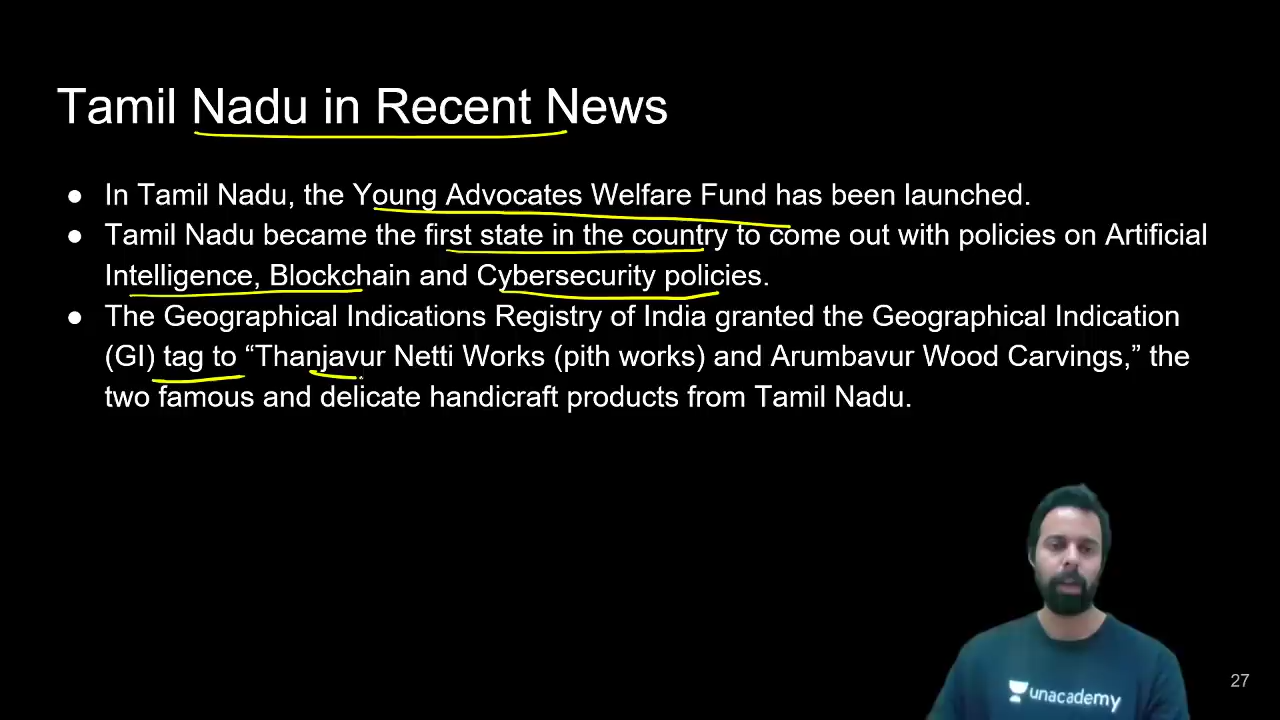 Tamil Nadu in Recent News
● In Tamil Nadu, the Young Advocates Welfare Fund has been launched.
● Tamil Nadu became the first state in the country to come out with policies on Artificial
Intelligence, Blockchain and Cybersecurity policies.
● The Geographical Indications Registry of India granted the Geographical Indication
(GI) tag to “Thanjavur Netti Works (pith works) and Arumbavur Wood Carvings,” the
two famous and delicate handicraft products from Tamil Nadu.
unacademy
27